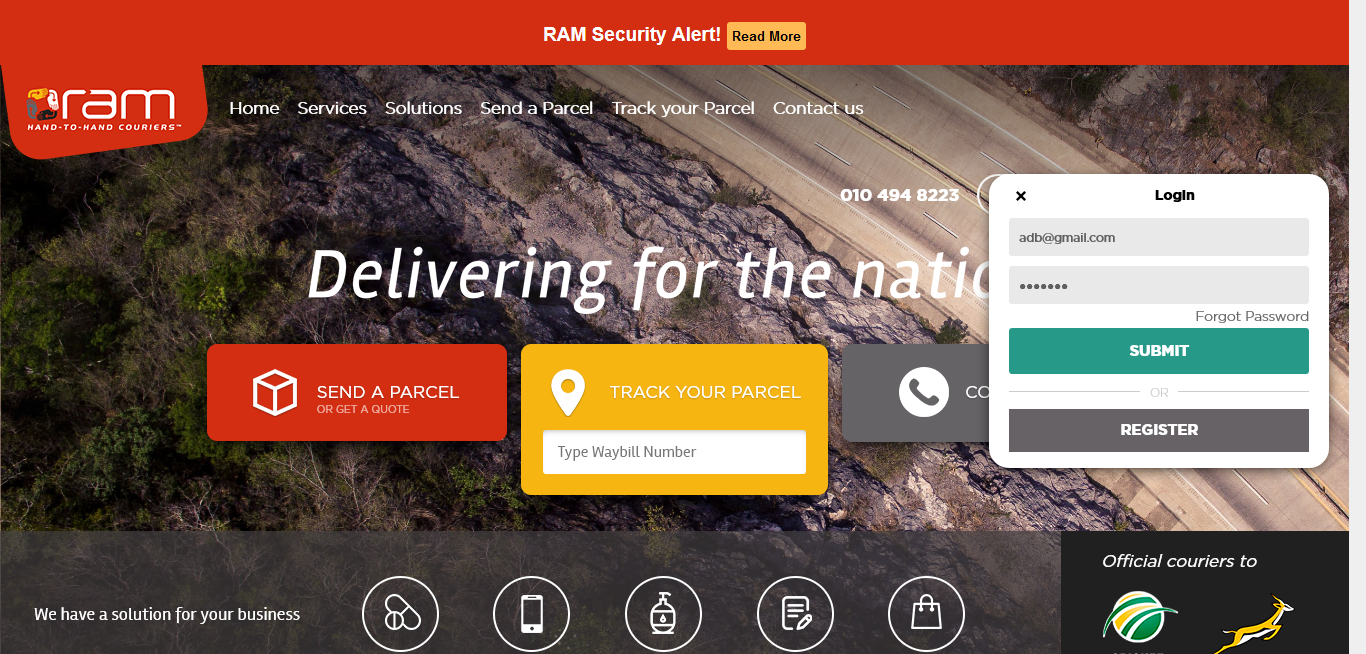 RAM Security Alert! Read More
ram
HAND-TO-HAND COURIERS™
Home Services Solutions Send a Parcel Track your Parcel Contact us
010 494 8223
× Login
adb@gmail.com
•••••••
Forgot Password
SUBMIT
OR
REGISTER
Delivering for the natio
SEND A PARCEL
OR GET A QUOTE
TRACK YOUR PARCEL
Type Waybill Number
CO
We have a solution for your business
Official couriers to